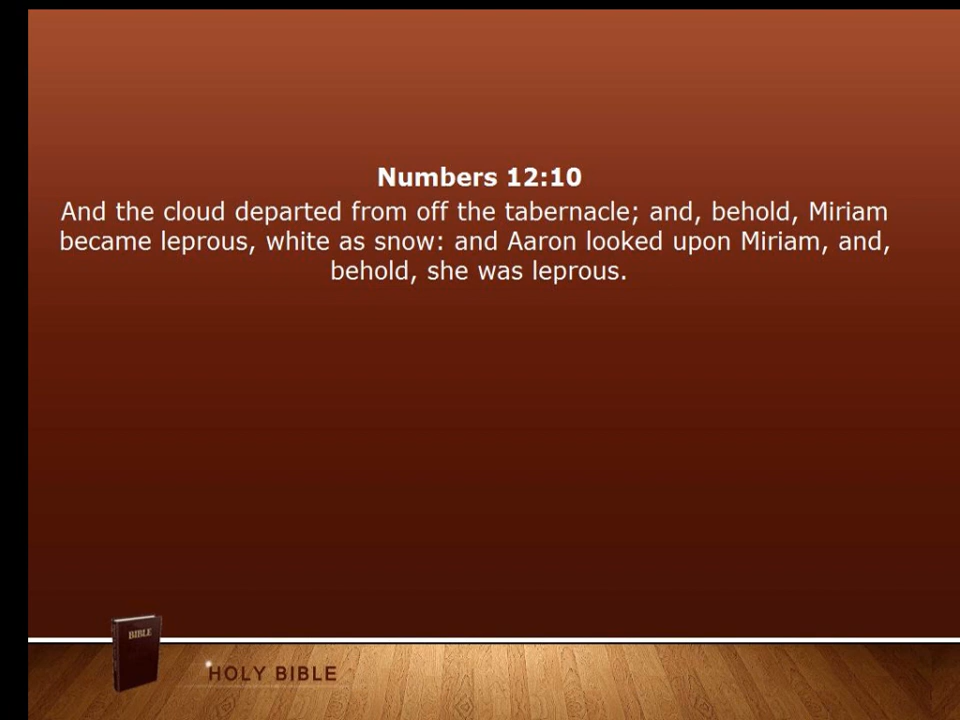 Numbers 12:10
And the cloud departed from off the tabernacle; and, behold, Miriam
became leprous, white as snow: and Aaron looked upon Miriam, and,
behold, she was leprous.
BIBLE
HOLY BIBLE